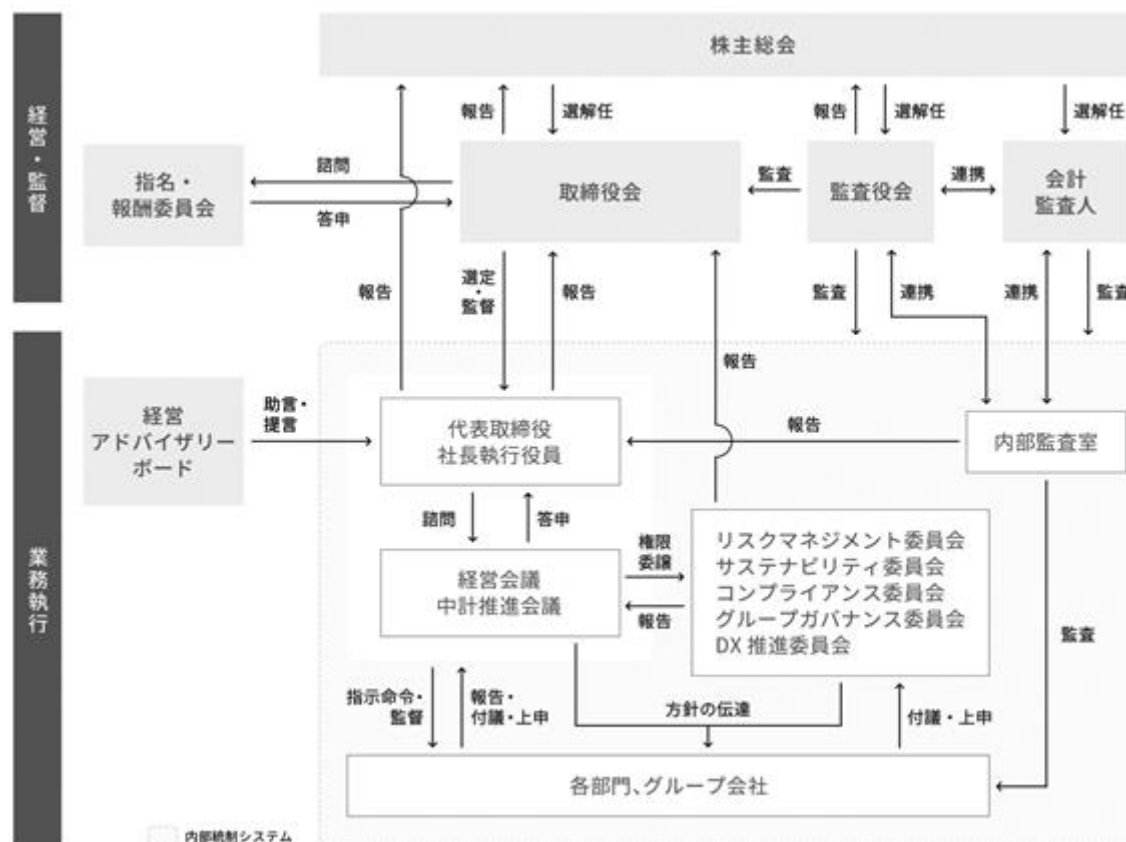 経営・監督
株主総会
報告
選解任
報告
選解任
選解任
指名・
報酬委員会
諮問
答申
取締役会
監査
監査役会
連携
会計
監査人
報告
選定
・
監督
報告
監査
連携
連携
監査
業務執行
経営
アドバイザリー
ボード
助言・
提言
代表取締役
社長執行役員
報告
報告
内部監査室
諮問
答申
経営会議
中計推進会議
権限
委譲
報告
リスクマネジメント委員会
サステナビリティ委員会
コンプライアンス委員会
グループガバナンス委員会
DX 推進委員会
監査
指示命令・
監督
報告・
付議・上申
方針の伝達
付議・上申
各部門、グループ会社
内部統制システム